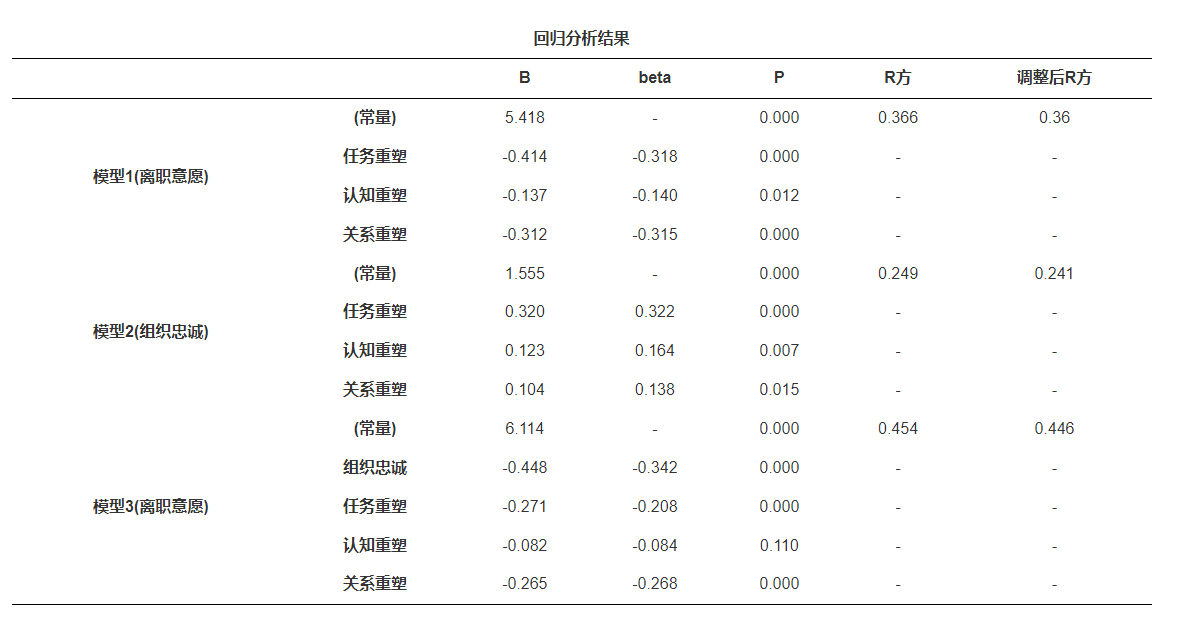 回归分析结果
B beta P R方 调整后R方
(常量) 5.418 - 0.000 0.366 0.36
任务重塑 -0.414 -0.318 0.000 - -
模型1(离职意愿)
认知重塑 -0.137 -0.140 0.012 - -
关系重塑 -0.312 -0.315 0.000 - -
(常量) 1.555 - 0.000 0.249 0.241
任务重塑 0.320 0.322 0.000 - -
模型2(组织忠诚)
认知重塑 0.123 0.164 0.007 - -
关系重塑 0.104 0.138 0.015 - -
(常量) 6.114 - 0.000 0.454 0.446
组织忠诚 -0.448 -0.342 0.000 - -
模型3(离职意愿) 任务重塑 -0.271 -0.208 0.000 - -
认知重塑 -0.082 -0.084 0.110 - -
关系重塑 -0.265 -0.268 0.000 - -